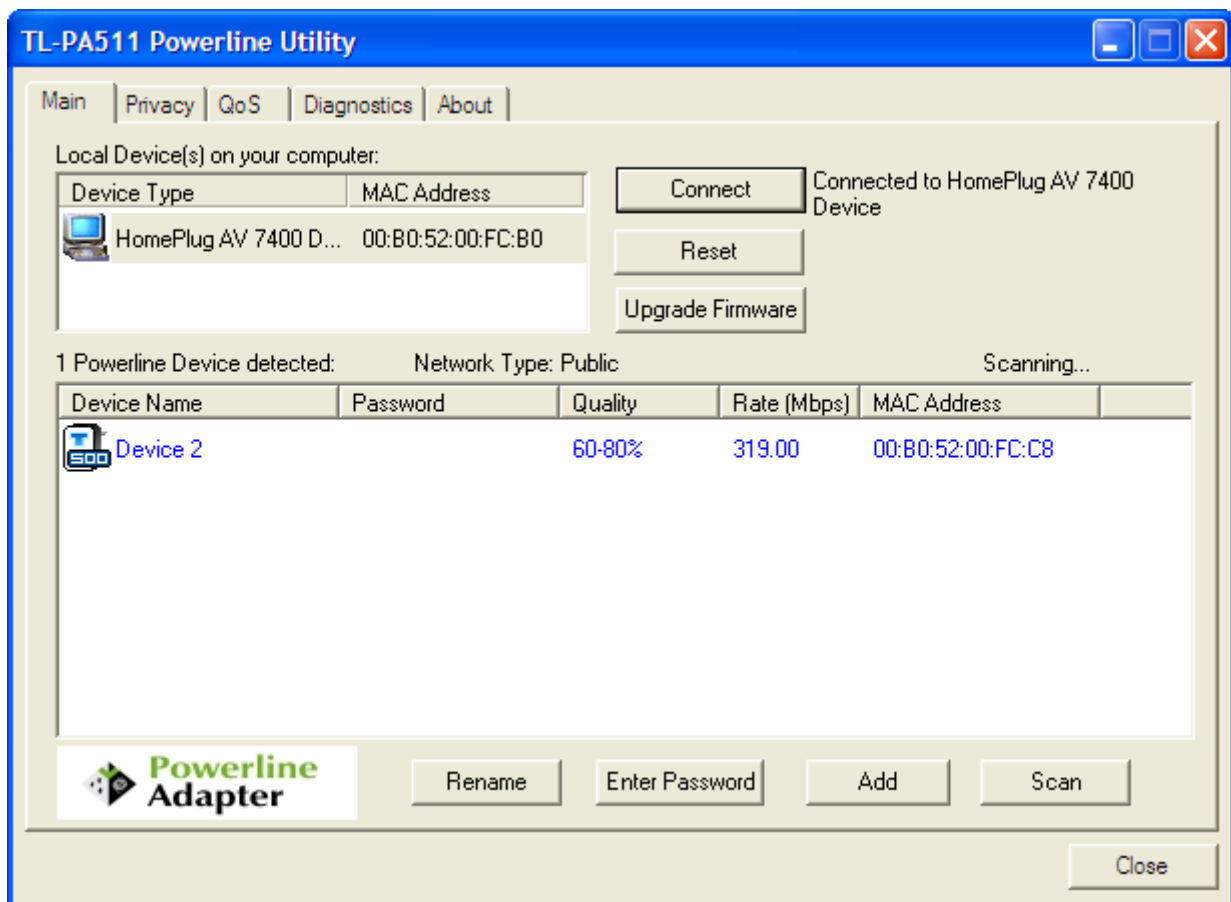 TL-PA511 Powerline Utility
Main Privacy QoS Diagnostics About
Local Device(s) on your computer:
Device Type MAC Address
HomePlug AV 7400 D... 00:B0:52:00:FC:B0
Connect
Connected to HomePlug AV 7400
Device
Reset
Upgrade Firmware
1 Powerline Device detected: Network Type: Public Scanning...
Device Name Password Quality Rate (Mbps) MAC Address
T
500
Device 2 60-80% 319.00 00:B0:52:00:FC:C8
Powerline
Adapter
Rename Enter Password Add Scan
Close